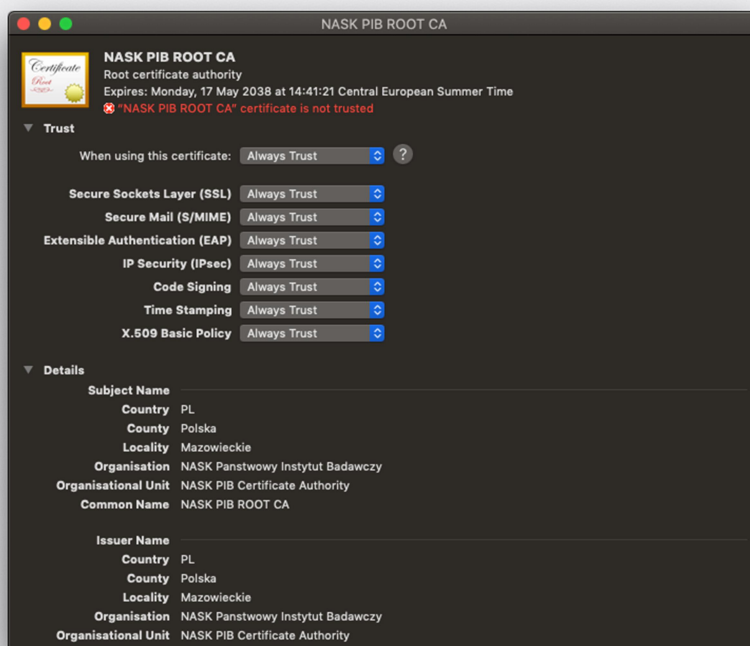 NASK PIB ROOT CA
Certificate
Root
NASK PIB ROOT CA
Root certificate authority
Expires: Monday, 17 May 2038 at 14:41:21 Central European Summer Time
"NASK PIB ROOT CA" certificate is not trusted
Trust
When using this certificate: Always Trust ?
Secure Sockets Layer (SSL) Always Trust
Secure Mail (S/MIME) Always Trust
Extensible Authentication (EAP) Always Trust
IP Security (IPsec) Always Trust
Code Signing Always Trust
Time Stamping Always Trust
X.509 Basic Policy Always Trust
Details
Subject Name
Country PL
County Polska
Locality Mazowieckie
Organisation NASK Panstwowy Instytut Badawczy
Organisational Unit NASK PIB Certificate Authority
Common Name NASK PIB ROOT CA
Issuer Name
Country PL
County Polska
Locality Mazowieckie
Organisation NASK Panstwowy Instytut Badawczy
Organisational Unit NASK PIB Certificate Authority